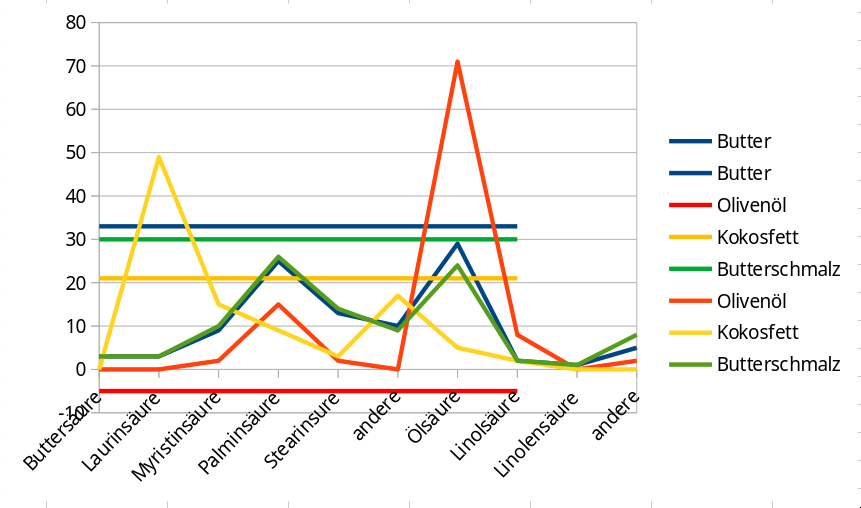 80
70
60
50
40
30
20
10
0
-10
Buttersäure
Laurinsäure
Myristinsäure
Palminsäure
Stearinsure
andere
Ölsäure
Linolsäure
Linolensäure
andere
Butter
Butter
Olivenöl
Kokosfett
Butterschmalz
Olivenöl
Kokosfett
Butterschmalz